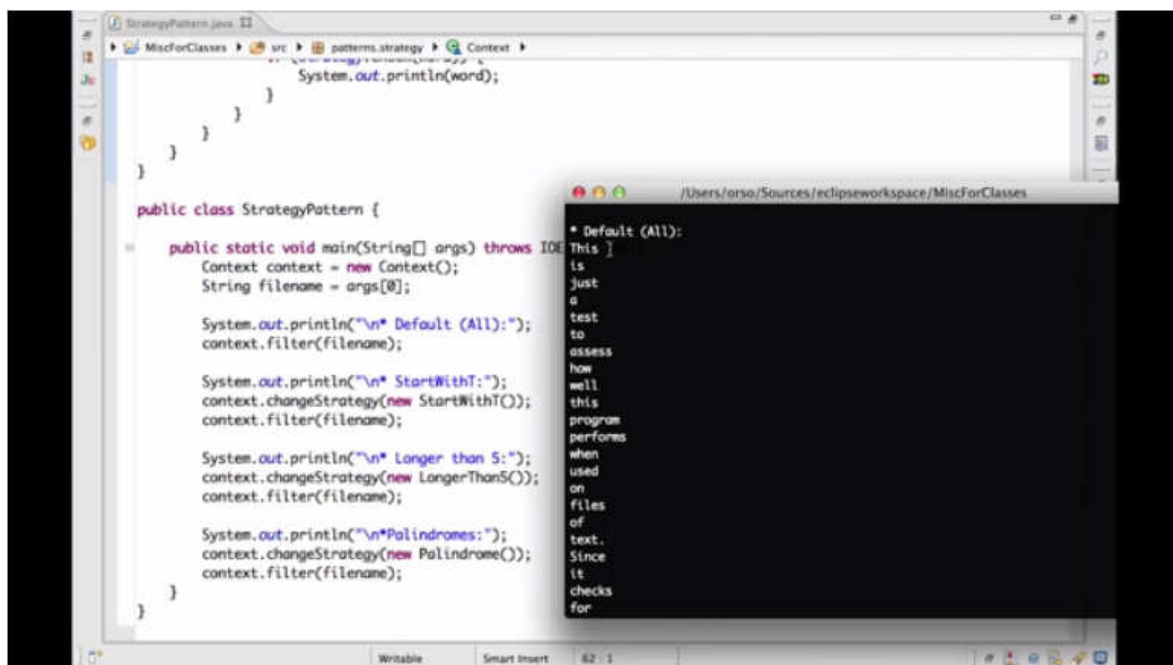 StrategyPattern.java
MiscForClasses src patterns.strategy Context
System.out.println(word);
}
}
}
}
}
public class StrategyPattern {
public static void main(String[] args) throws IOE
Context context = new Context();
String filename = args[0];
System.out.println("\n* Default (All):");
context.filter(filename);
System.out.println("\n* StartWithT:");
context.changeStrategy(new StartWithT());
context.filter(filename);
System.out.println("\n* Longer than 5:");
context.changeStrategy(new LongerThan5());
context.filter(filename);
System.out.println("\n*Palindromes:");
context.changeStrategy(new Palindrome());
context.filter(filename);
}
}
/Users/orso/Sources/eclipseworkspace/MiscForClasses
* Default (All):
This
is
just
a
test
to
assess
how
well
this
program
performs
when
used
on
files
of
text.
Since
it
checks
for
Writable Smart Insert 62 : 1